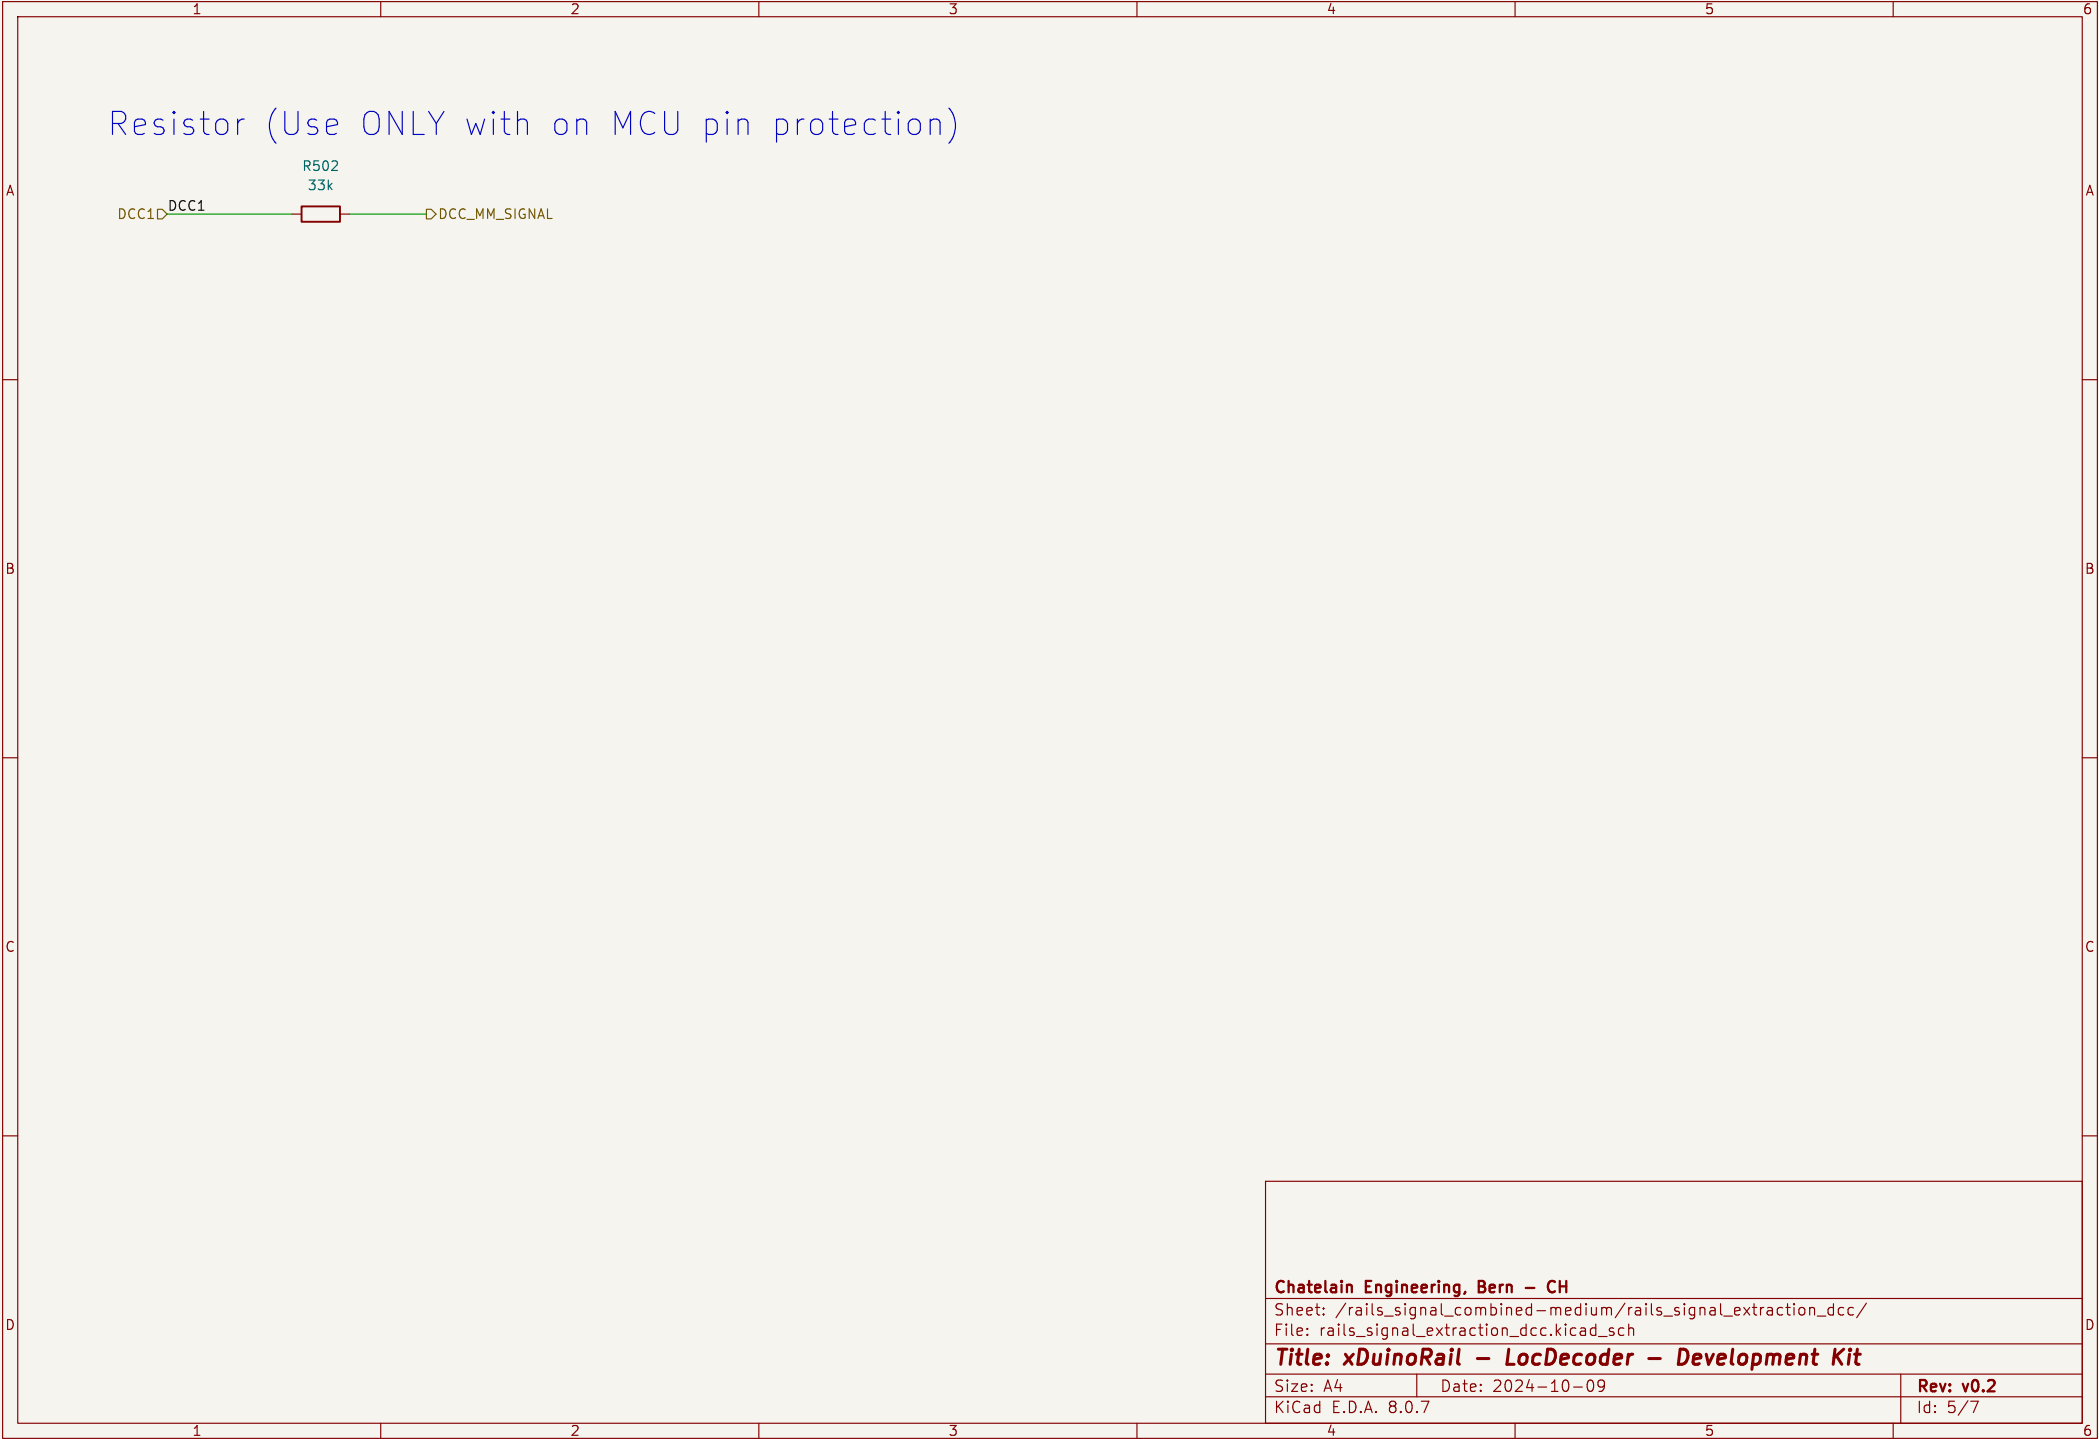 1 2 3 4 5 6
Resistor (Use ONLY with on MCU pin protection)
R502
33k
A A
DCC1 DCC1 DCC_MM_SIGNAL
B B
C C
Chatelain Engineering, Bern – CH
Sheet: /rails_signal_combined-medium/rails_signal_extraction_dcc/
D D
File: rails_signal_extraction_dcc.kicad_sch
Title: xDuinoRail – LocDecoder – Development Kit
Size: A4 Date: 2024-10-09 Rev: v0.2
KiCad E.D.A. 8.0.7 Id: 5/7
1 2 3 4 5 6